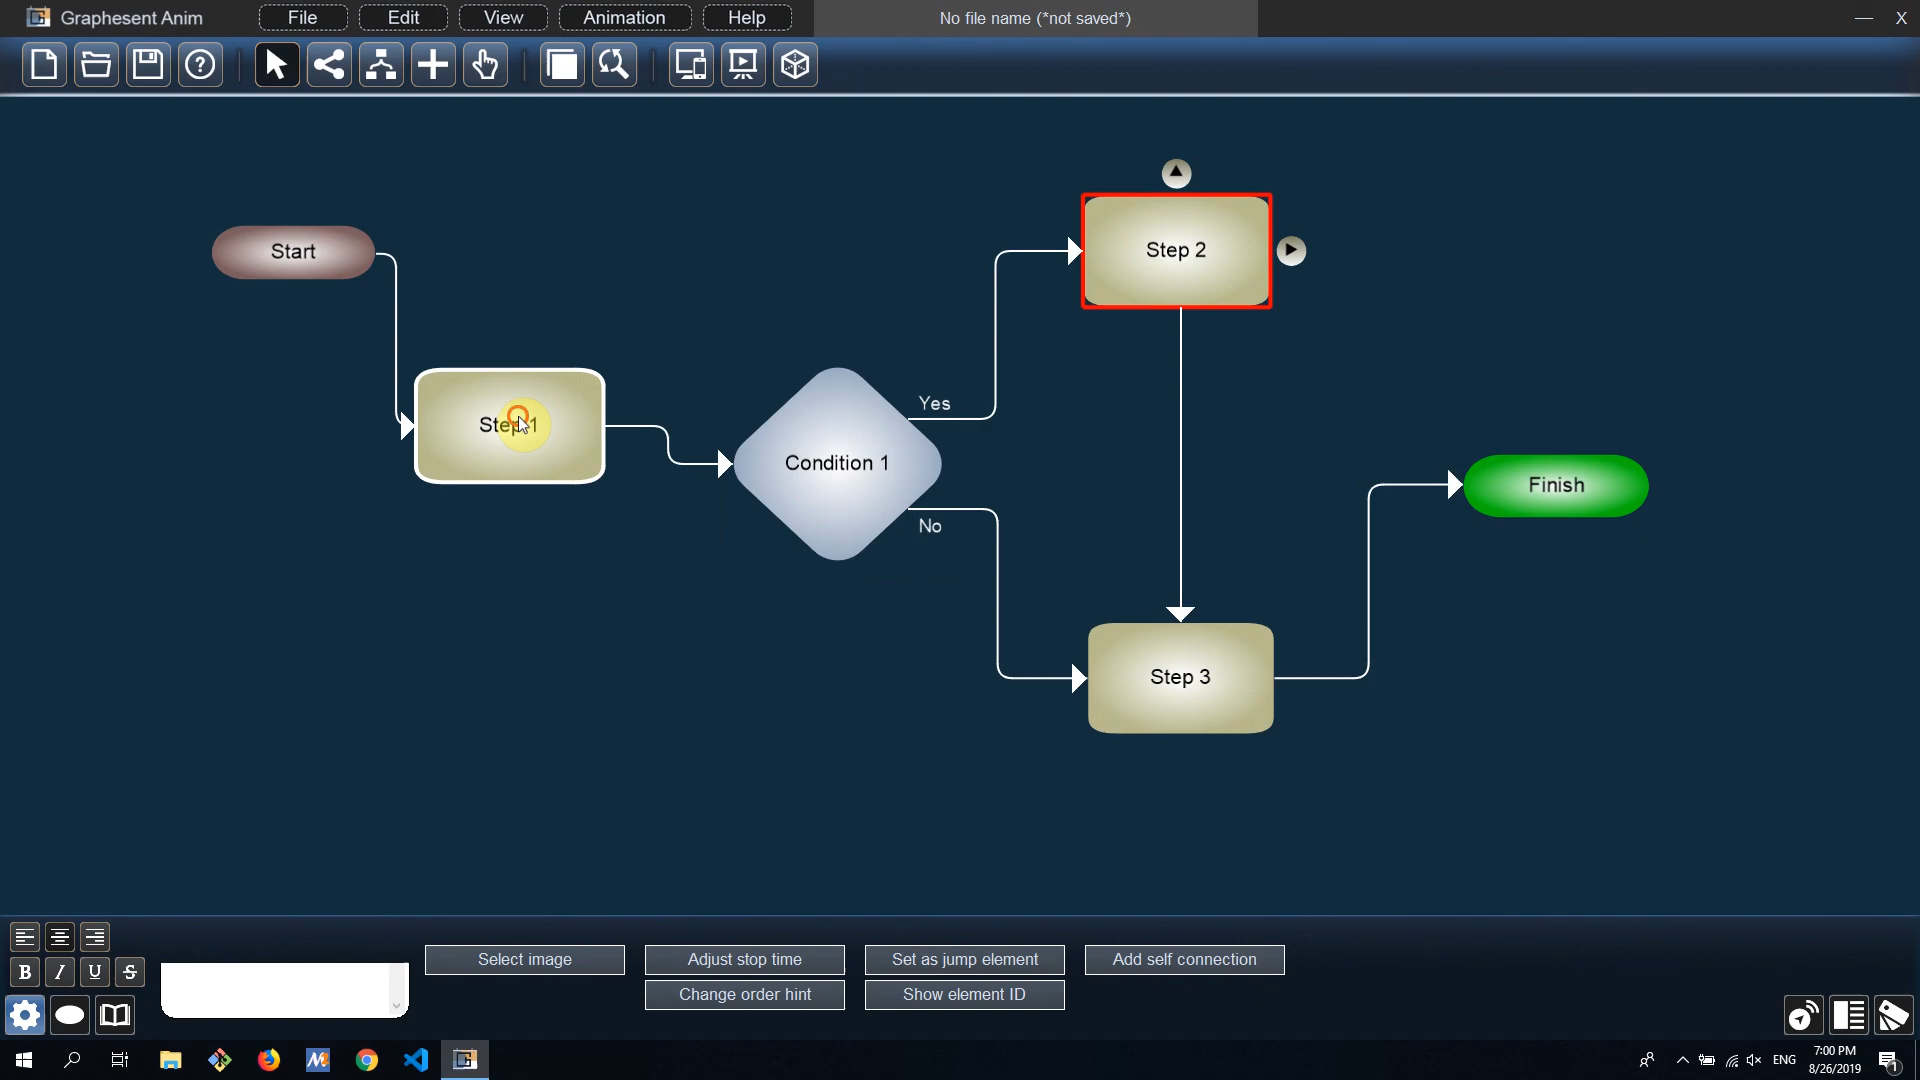 Graphesent Anim
File
Edit
View
Animation
Help
No file name (*not saved*)
X
Start
Step 2
Step 1
Yes
Condition 1
No
Finish
Step 3
Select image
Adjust stop time
Set as jump element
Add self connection
Change order hint
Show element ID
B
I
U
S
ENG
7:00 PM
8/26/2019
1